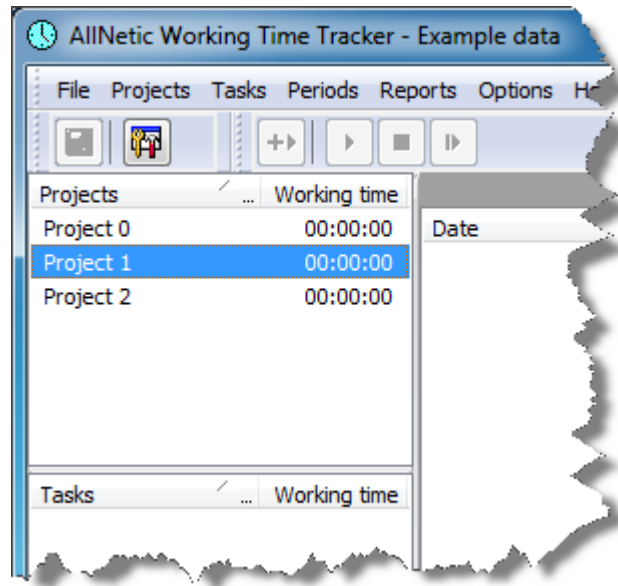 AllNetic Working Time Tracker - Example data
File Projects Tasks Periods Reports Options
Projects ... Working time
Project 0 00:00:00 Date
Project 1 00:00:00
Project 2 00:00:00
Tasks ... Working time